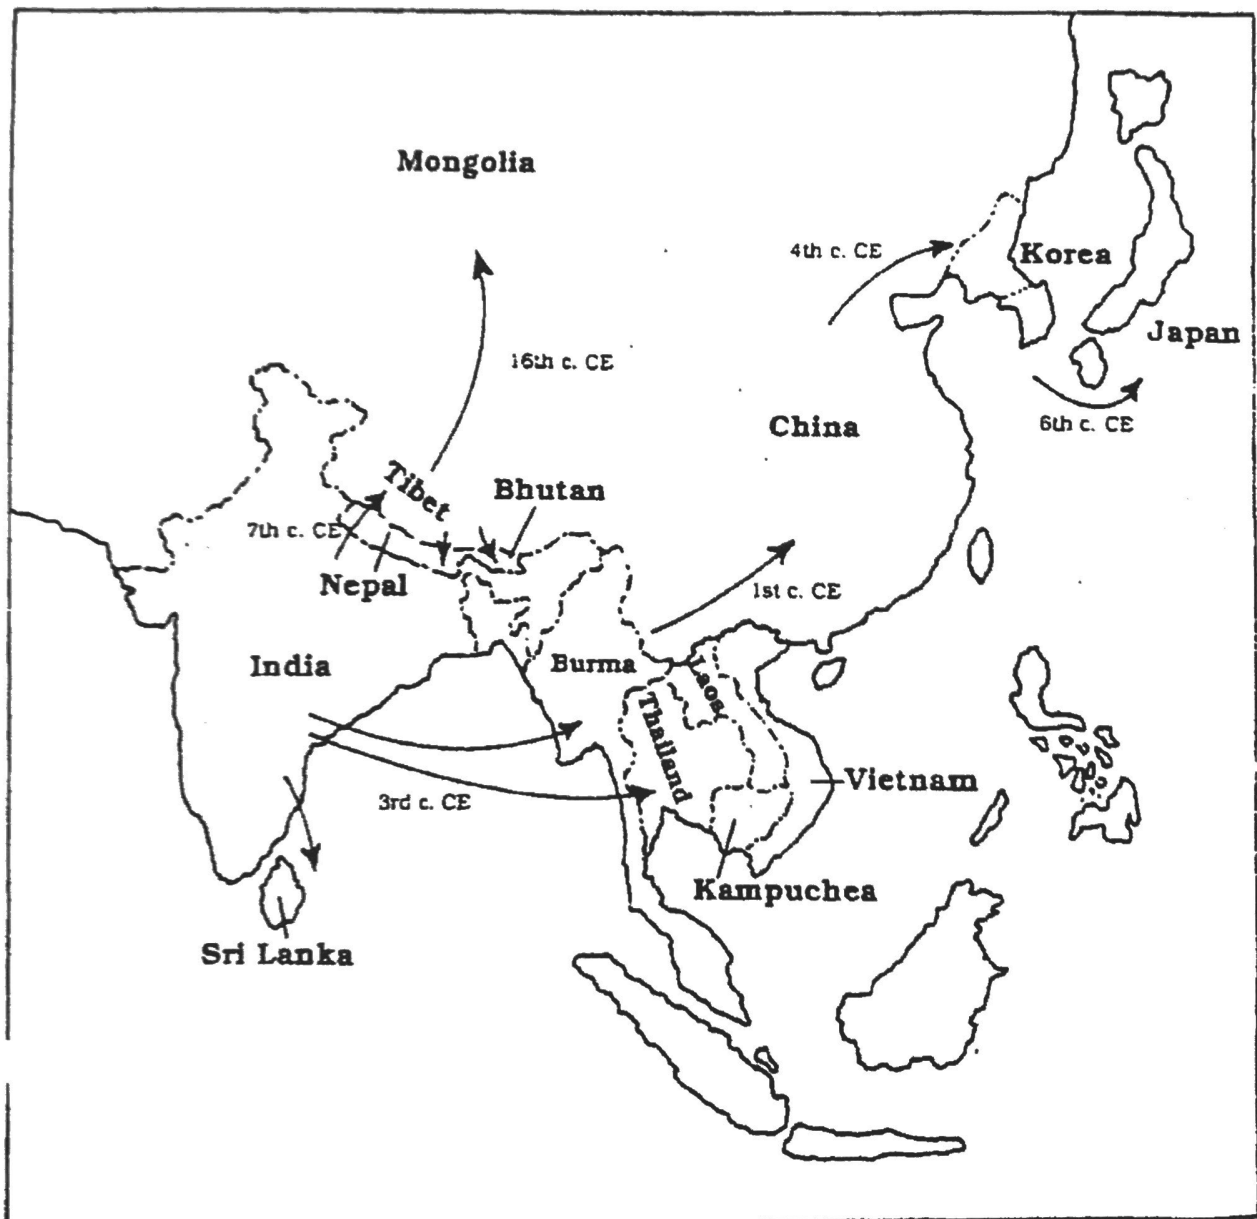 Mongolia
4th c. CE
Korea
Japan
16th c. CE
6th c. CE
China
Tibet
Bhutan
7th c. CE
Nepal
1st c. CE
India
Burma
Laos
Thailand
Vietnam
3rd c. CE
Kampuchea
Sri Lanka